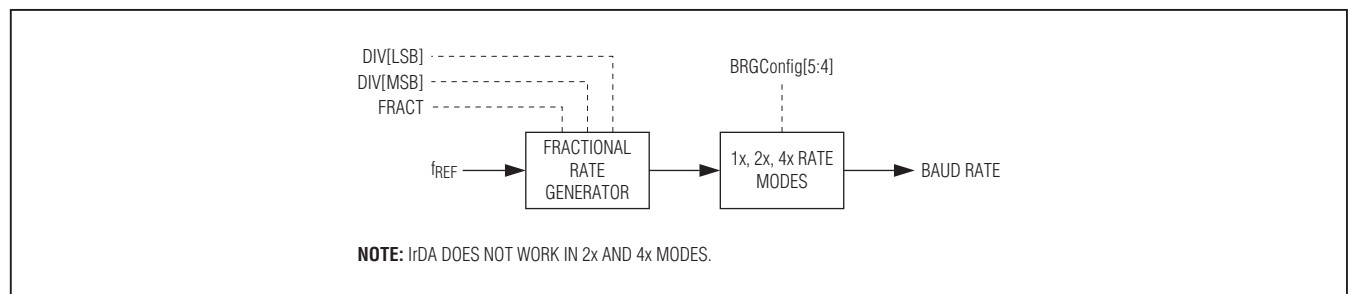 DIV[LSB]
DIV[MSB]
FRACT
BRGConfig[5:4]
fREF
FRACTIONAL
RATE
GENERATOR
1x, 2x, 4x RATE
MODES
BAUD RATE
NOTE: IrDA DOES NOT WORK IN 2x AND 4x MODES.